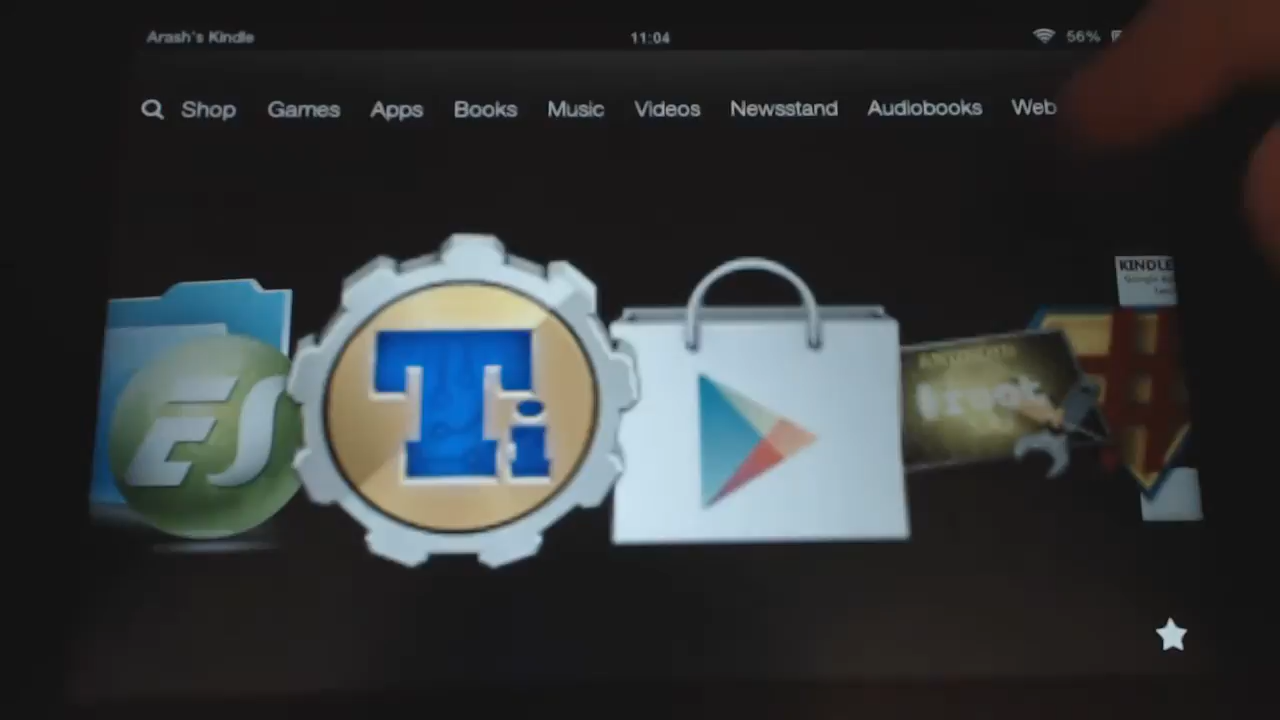 Arash's Kindle 11:04 56%
Shop Games Apps Books Music Videos Newsstand Audiobooks Web
KINDLE
ES
Ti